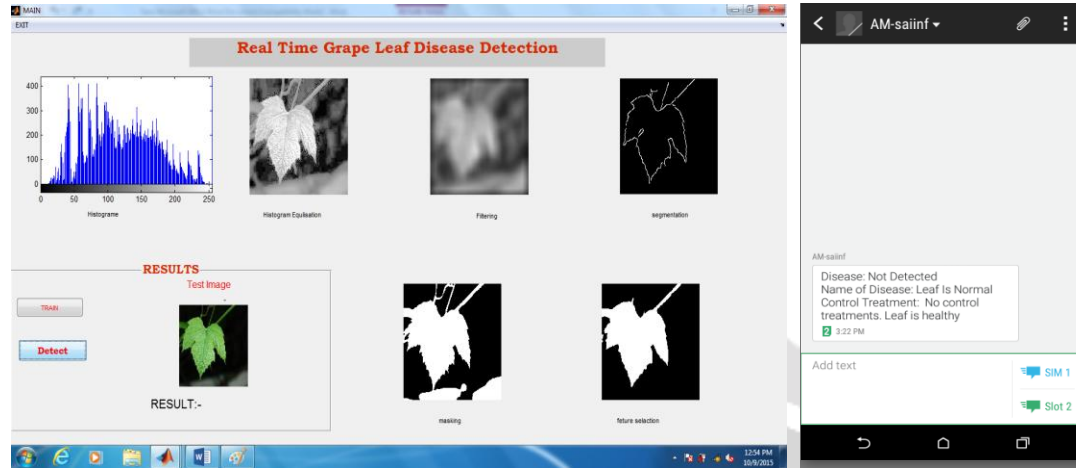 MAIN
EXIT
Real Time Grape Leaf Disease Detection
400
300
200
100
0
0 50 100 150 200 250
Histograme
Histogram Equlisation
Filtering
segmentation
RESULTS
Test Image
TRAIN
Detect
RESULT:-
masking
feture selection
12:54 PM
10/9/2015
AM-saiinf
AM-saiinf
Disease: Not Detected
Name of Disease: Leaf Is Normal
Control Treatment: No control
treatments. Leaf is healthy
2 3:22 PM
Add text
SIM 1
Slot 2